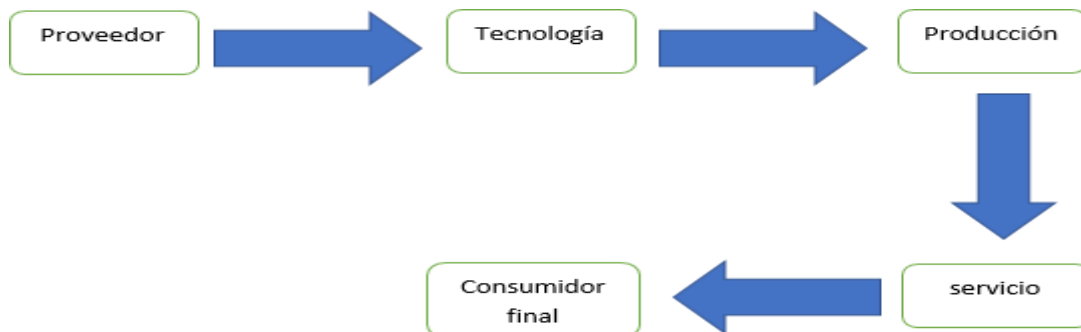 Proveedor
Tecnología
Producción
servicio
Consumidor
final